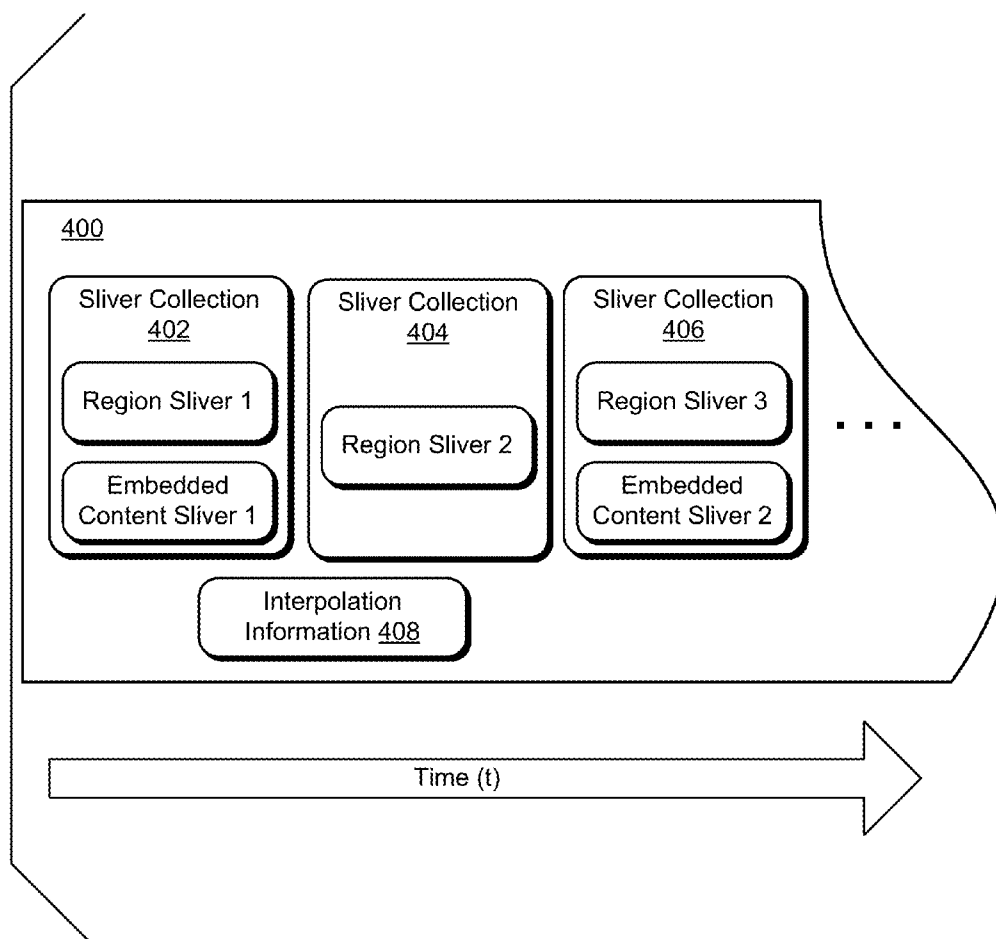 400
Sliver Collection
402
Region Sliver 1
Embedded
Content Sliver 1
Sliver Collection
404
Region Sliver 2
Sliver Collection
406
Region Sliver 3
Embedded
Content Sliver 2
. . .
Interpolation
Information 408
Time (t)